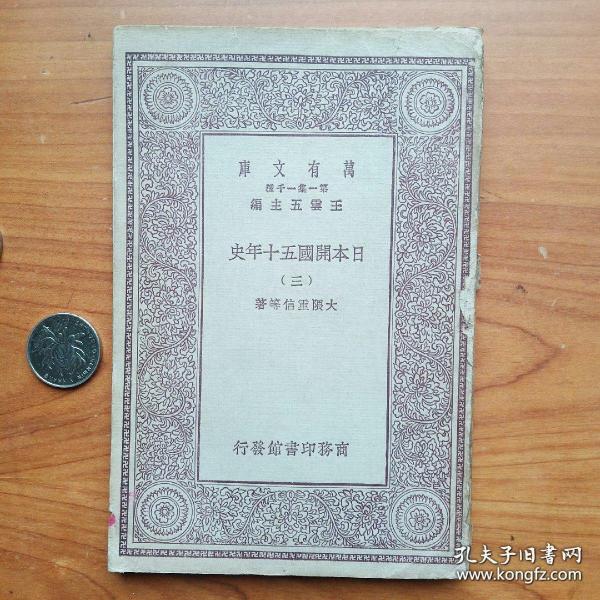 萬有文庫
第一集一千種
王雲五主編
日本開國五十年史
(三)
大隈重信等著
商務印書館發行
孔夫子旧书网
www.kongfz.com